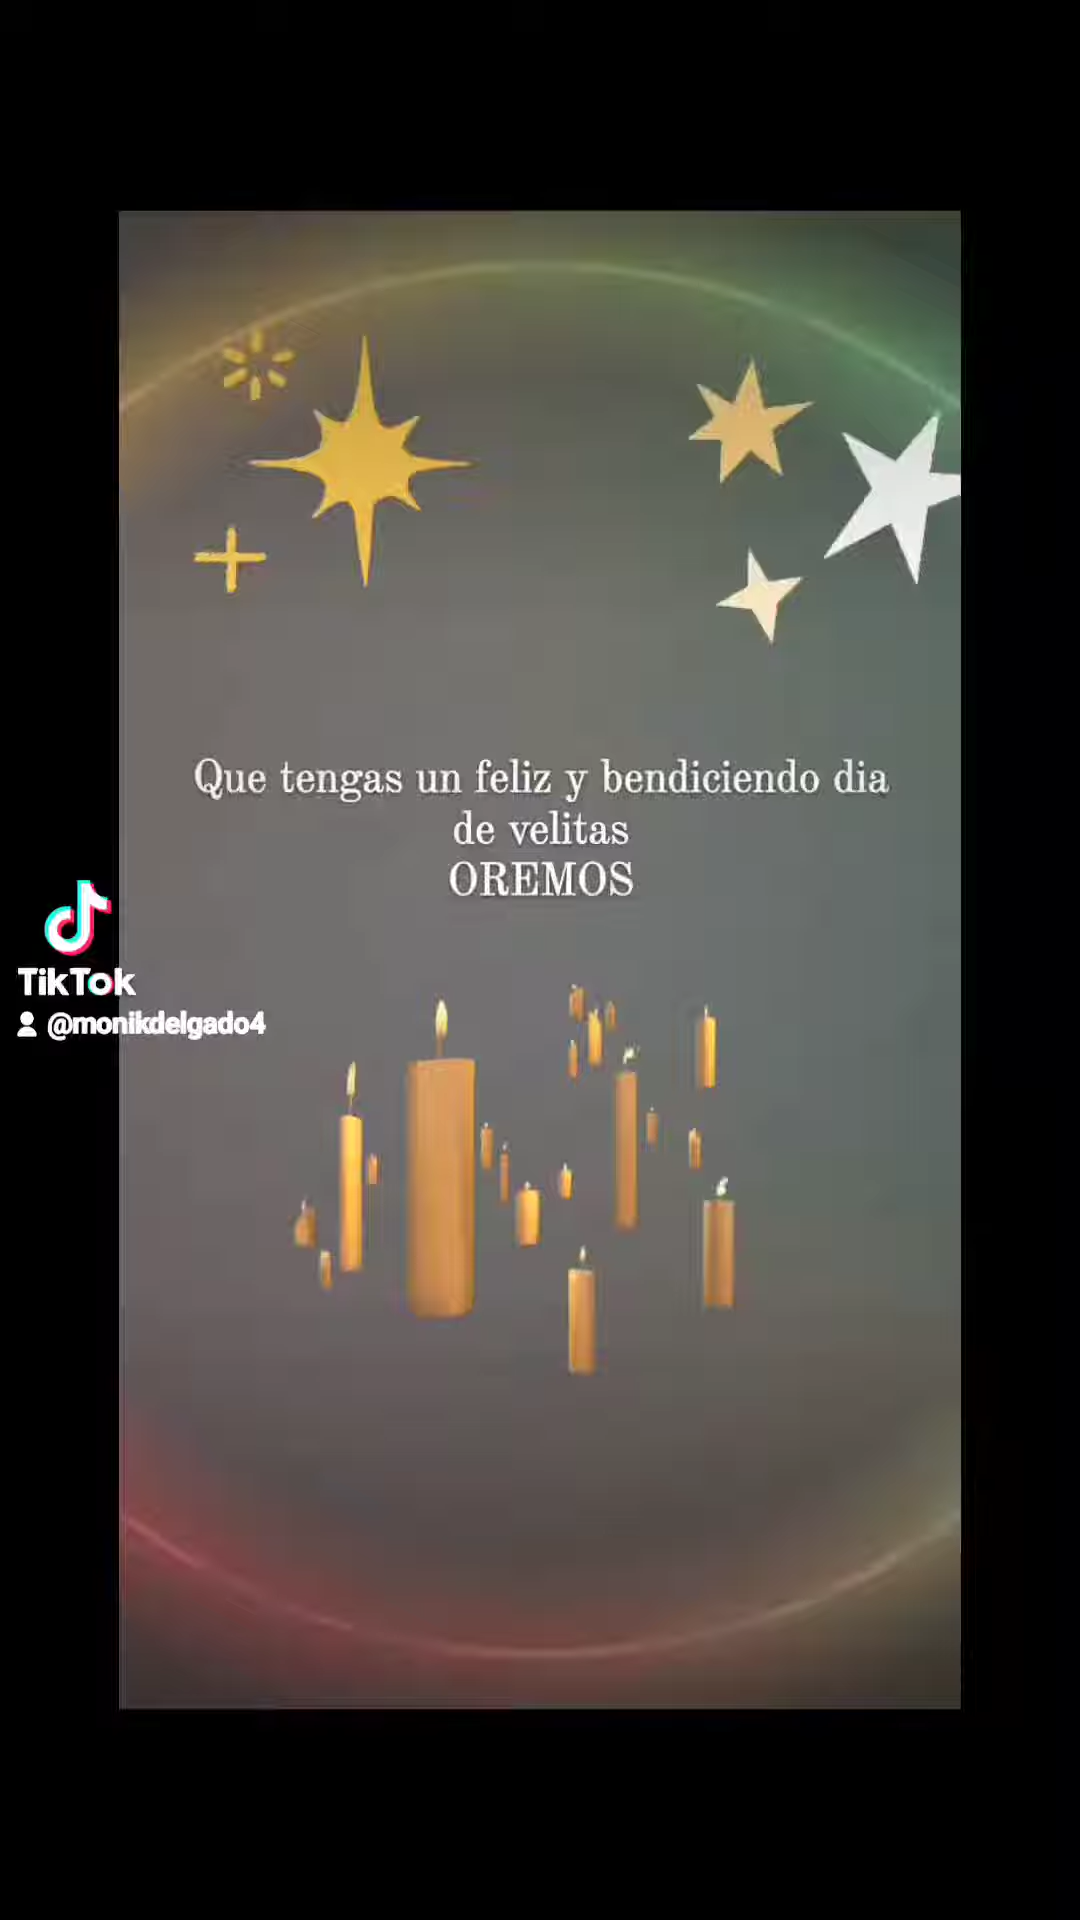 Que tengas un feliz y bendiciendo dia
de velitas
OREMOS
TikTok
@monikdelgado4